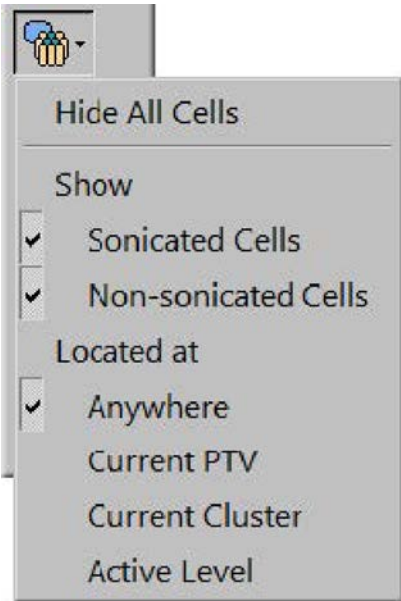 Hide All Cells
Show
Sonicated Cells
Non-sonicated Cells
Located at
Anywhere
Current PTV
Current Cluster
Active Level